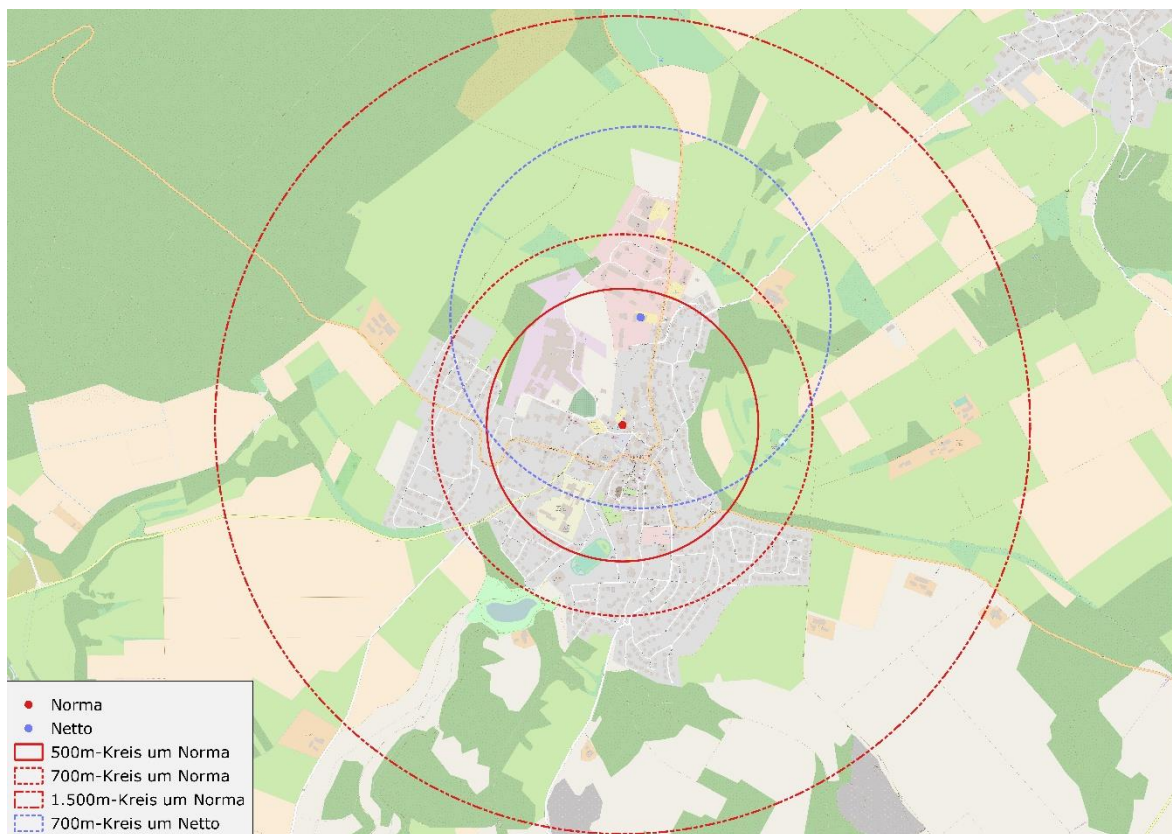 Norma
Netto
500m-Kreis um Norma
700m-Kreis um Norma
1.500m-Kreis um Norma
700m-Kreis um Netto